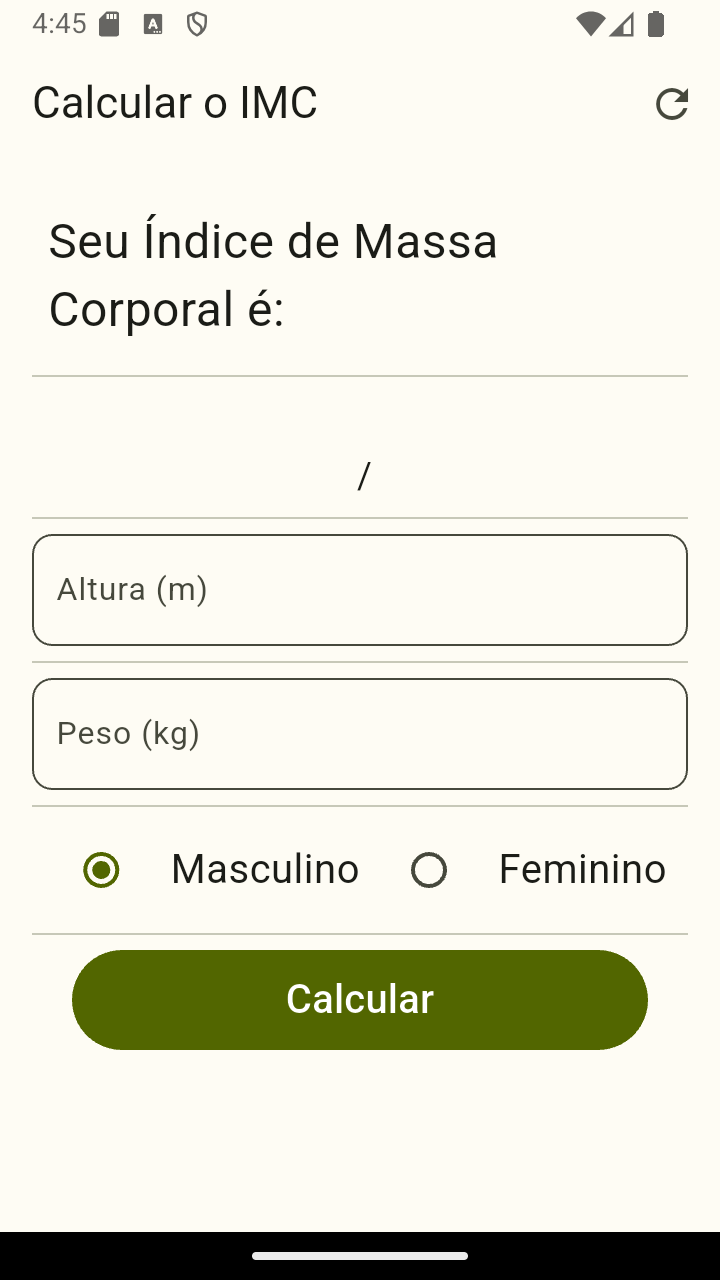 4:45
Calcular o IMC
Seu Índice de Massa
Corporal é:
/
Altura (m)
Peso (kg)
Masculino Feminino
Calcular